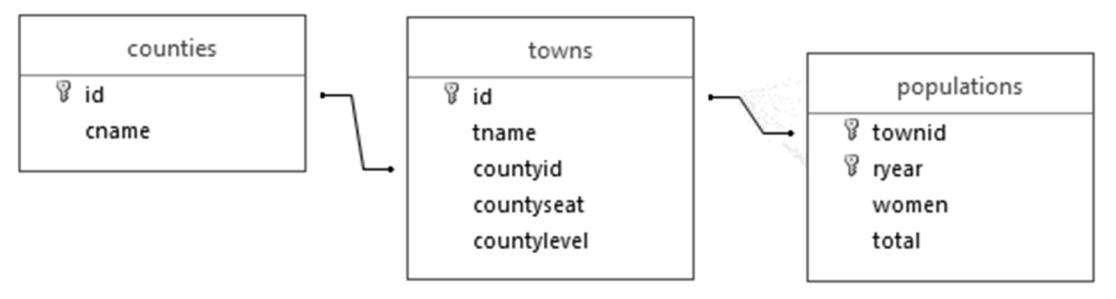 counties
id
cname
towns
id
tname
countyid
countyseat
countylevel
populations
townid
ryear
women
total